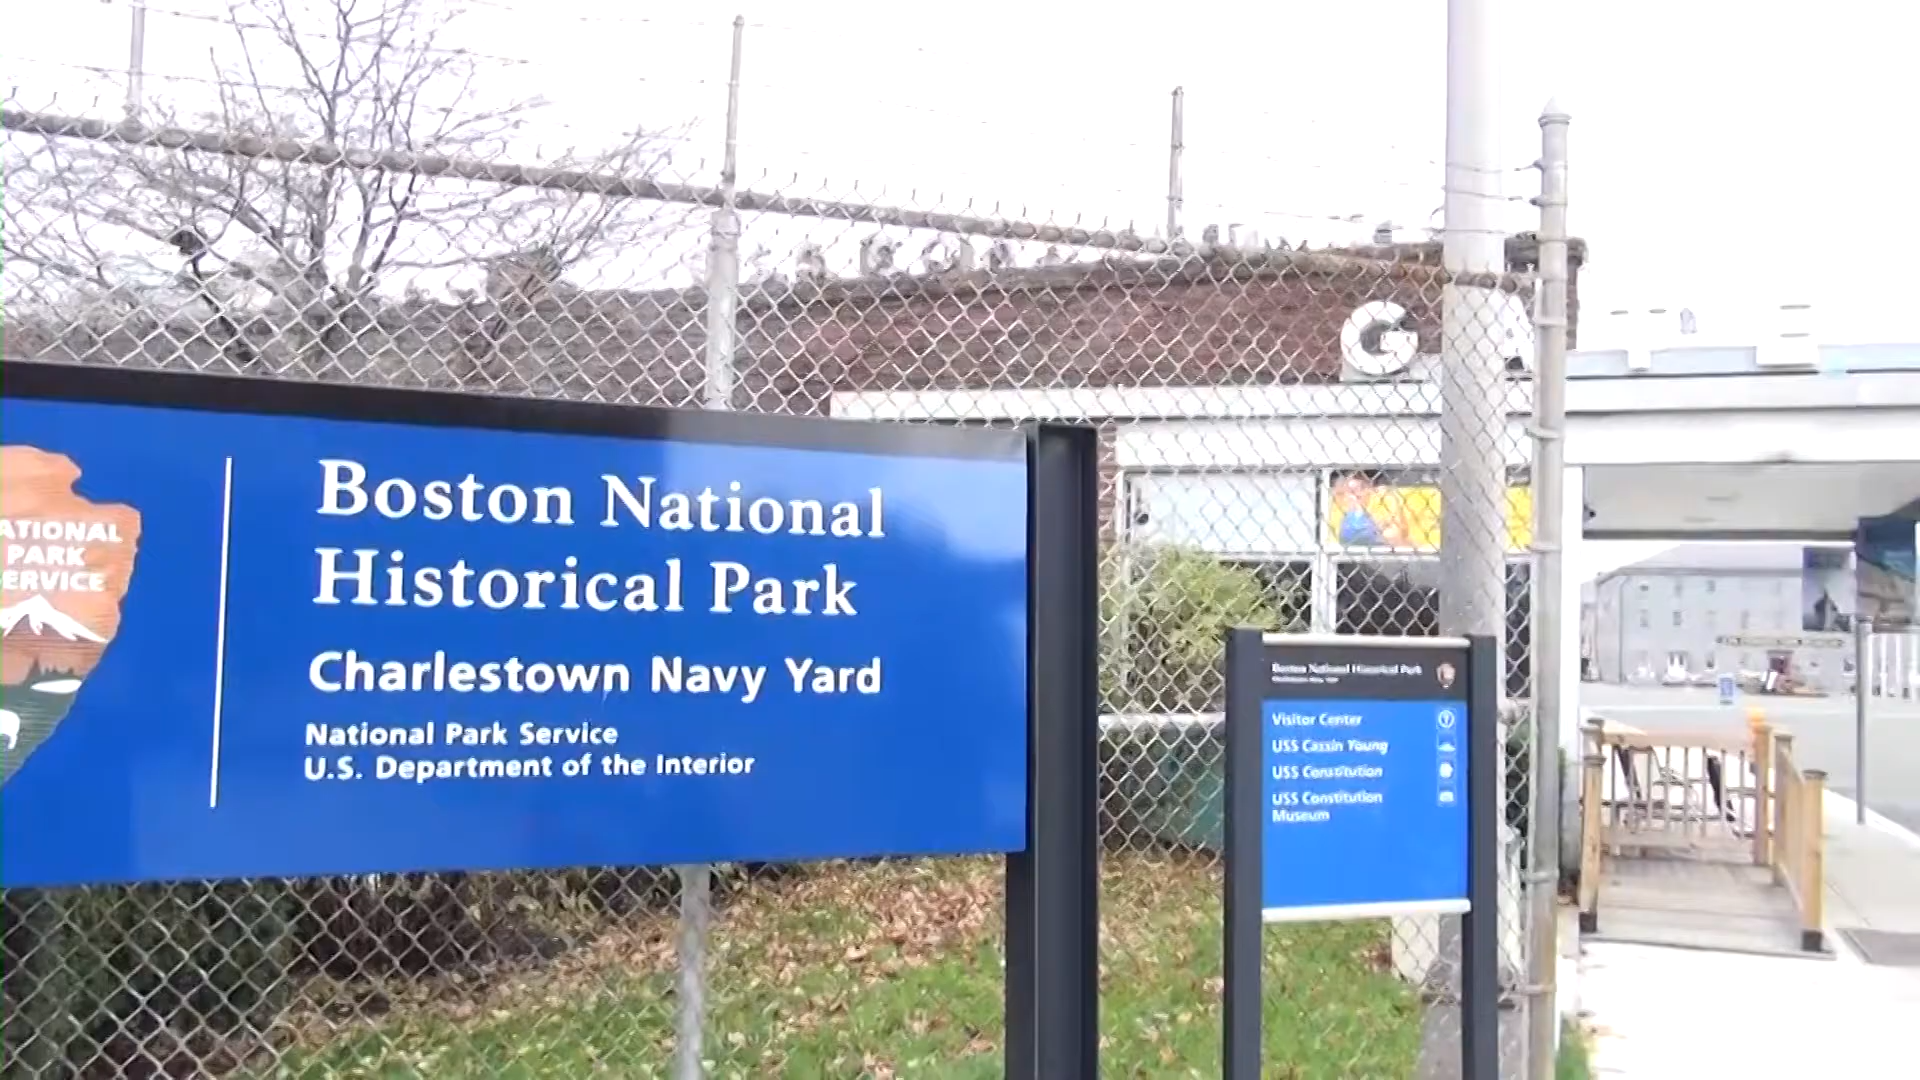 ATIONAL
PARK
ERVICE
Boston National
Historical Park
Charlestown Navy Yard
National Park Service
U.S. Department of the Interior
G A
Boston National Historical Park
Visitor Center
USS Cassin Young
USS Constitution
USS Constitution
Museum